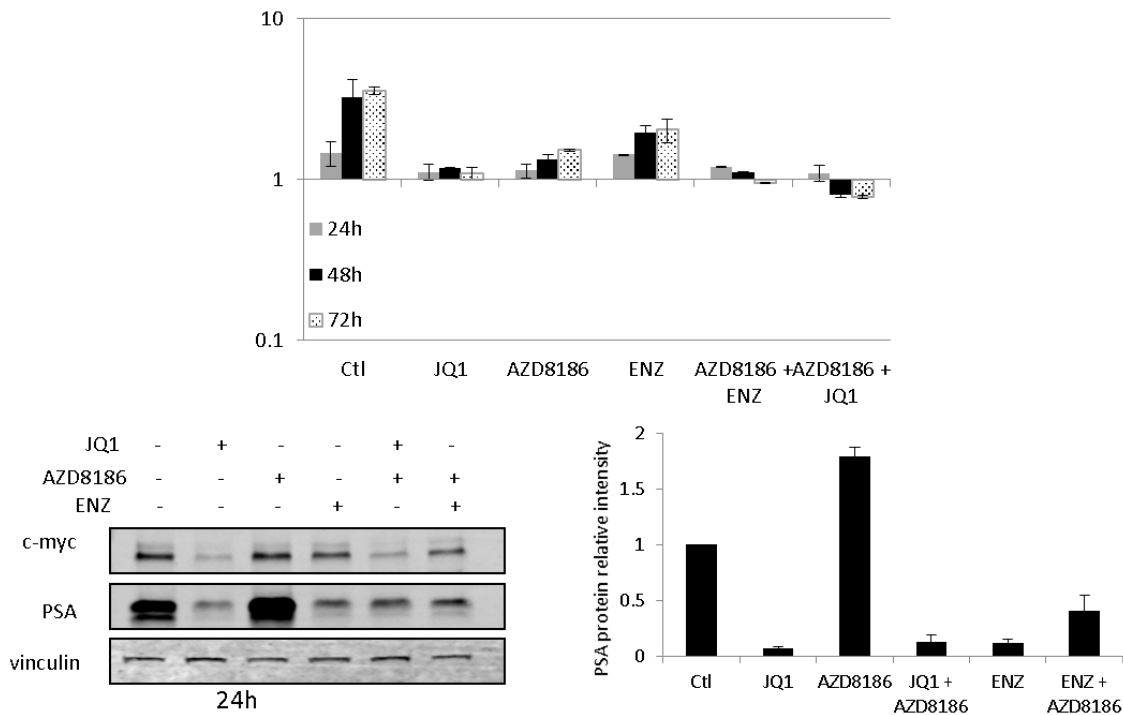 10
1
0.1
24h
48h
72h
Ctl JQ1 AZD8186 ENZ AZD8186 +AZD8186 +
ENZ JQ1
JQ1 - + - - + -
AZD8186 - - + - + +
ENZ - - - + - +
c-myc
PSA
vinculin
24h
PSA protein relative intensity
2
1.5
1
0.5
0
Ctl JQ1 AZD8186 JQ1 + ENZ ENZ +
AZD8186 AZD8186